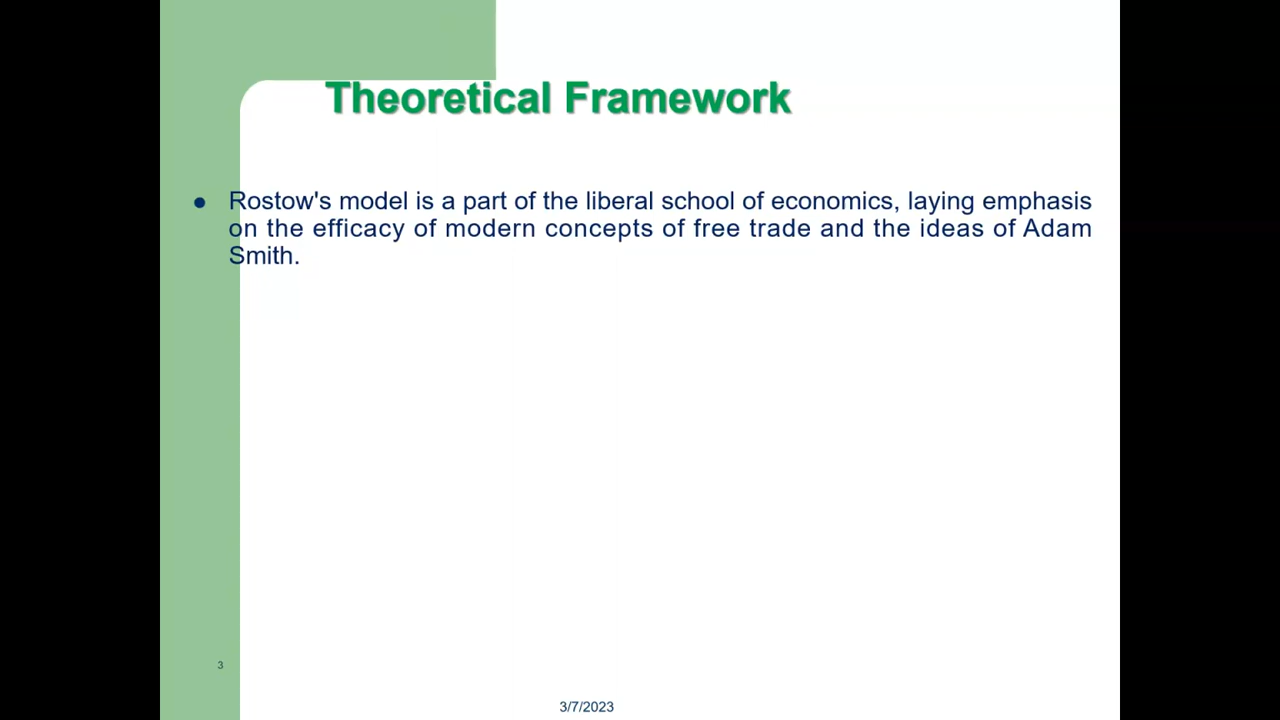 Theoretical Framework
● Rostow's model is a part of the liberal school of economics, laying emphasis
on the efficacy of modern concepts of free trade and the ideas of Adam
Smith.
3
3/7/2023